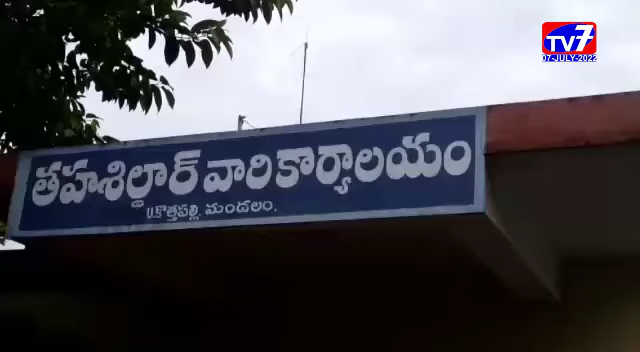 TV7
07-JULY-2022
తహశిల్దార్ వారి కార్యాలయం
U.కొత్తపల్లి మండలం.